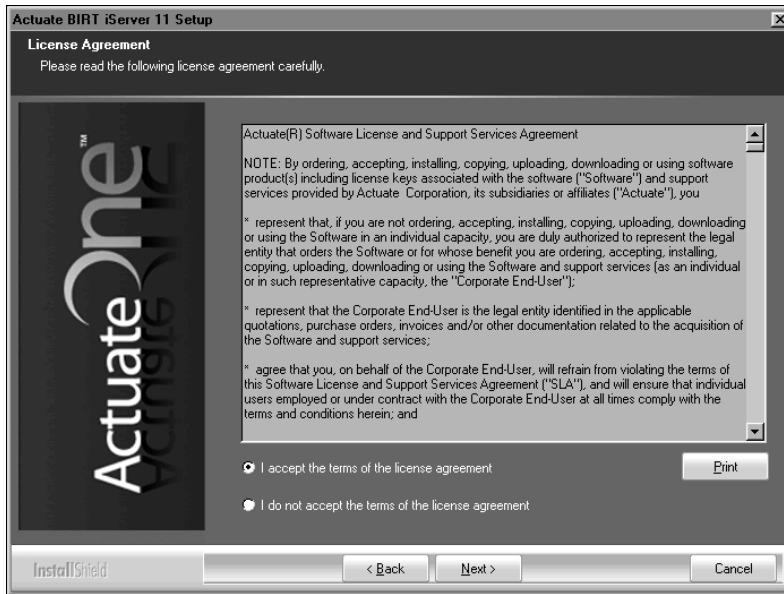 Actuate BIRT iServer 11 Setup
License Agreement
Please read the following license agreement carefully.
ActuateOne™
Actuate(R) Software License and Support Services Agreement
NOTE: By ordering, accepting, installing, copying, uploading, downloading or using software
product(s) including license keys associated with the software ("Software") and support
services provided by Actuate Corporation, its subsidiaries or affiliates ("Actuate"), you
* represent that, if you are not ordering, accepting, installing, copying, uploading, downloading
or using the Software in an individual capacity, you are duly authorized to represent the legal
entity that orders the Software or for whose benefit you are ordering, accepting, installing,
copying, uploading, downloading or using the Software and support services (as an individual
or in such representative capacity, the "Corporate End-User");
* represent that the Corporate End-User is the legal entity identified in the applicable
quotations, purchase orders, invoices and/or other documentation related to the acquisition of
the Software and support services;
* agree that you, on behalf of the Corporate End-User, will refrain from violating the terms of
this Software License and Support Services Agreement ("SLA"), and will ensure that individual
users employed or under contract with the Corporate End-User at all times comply with the
terms and conditions herein; and
I accept the terms of the license agreement
Print
I do not accept the terms of the license agreement
InstallShield
< Back
Next >
Cancel